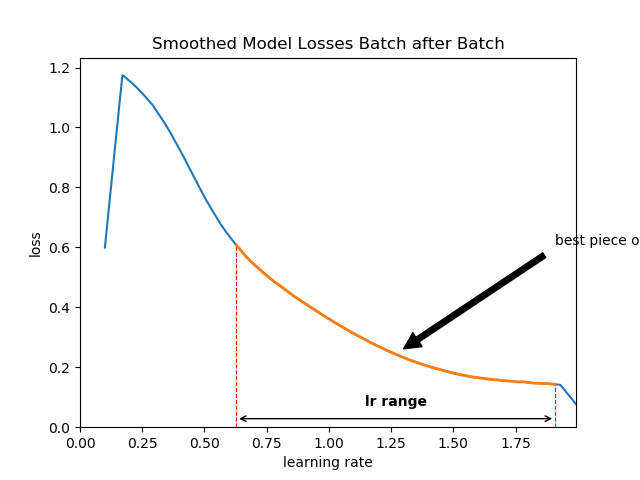 Smoothed Model Losses Batch after Batch
1.2
1.0
0.8
0.6
0.4
0.2
0.0
loss
best piece o
lr range
0.00 0.25 0.50 0.75 1.00 1.25 1.50 1.75
learning rate